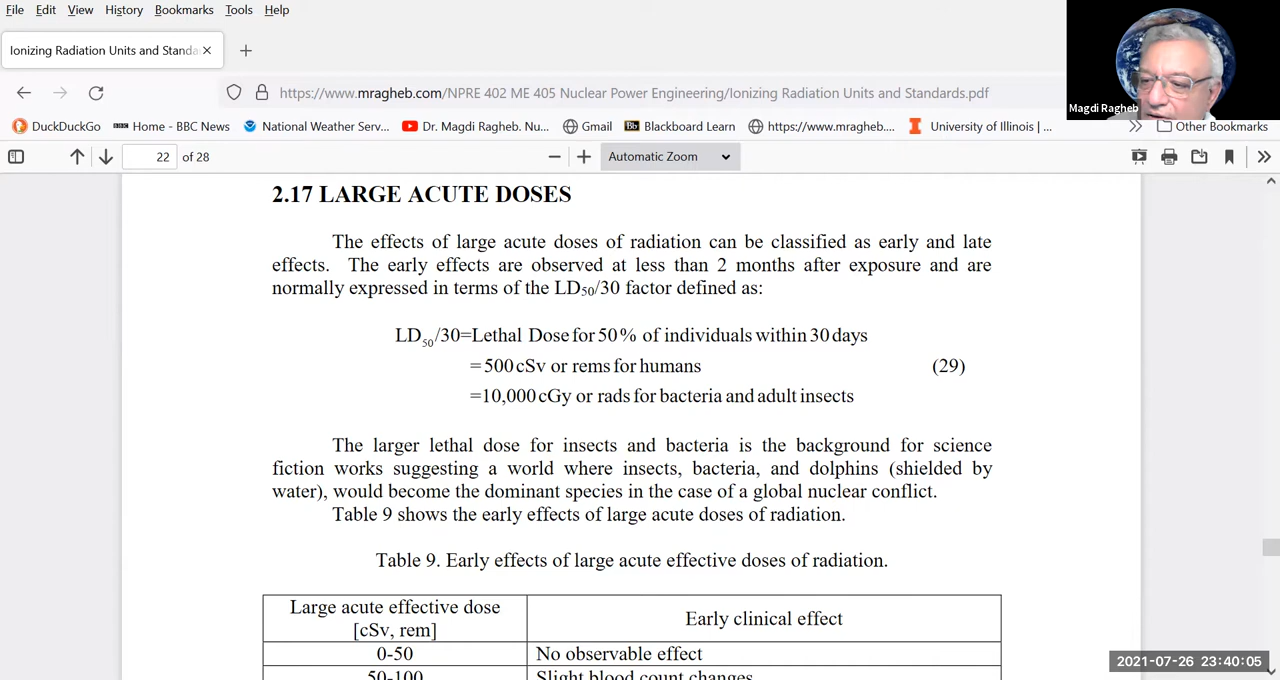 File Edit View History Bookmarks Tools Help
Ionizing Radiation Units and Standa
https://www.mragheb.com/NPRE 402 ME 405 Nuclear Power Engineering/Ionizing Radiation Units and Standards.pdf
Magdi Ragheb
DuckDuckGo BBC Home - BBC News National Weather Serv... Dr. Magdi Ragheb. Nu... Gmail Bb Blackboard Learn https://www.mragheb.... University of Illinois |... Other Bookmarks
22 of 28 Automatic Zoom
2.17 LARGE ACUTE DOSES
The effects of large acute doses of radiation can be classified as early and late
effects. The early effects are observed at less than 2 months after exposure and are
normally expressed in terms of the LD₅₀/30 factor defined as:
LD₅₀/30=Lethal Dose for 50% of individuals within 30 days
= 500 cSv or rems for humans (29)
=10,000 cGy or rads for bacteria and adult insects
The larger lethal dose for insects and bacteria is the background for science
fiction works suggesting a world where insects, bacteria, and dolphins (shielded by
water), would become the dominant species in the case of a global nuclear conflict.
Table 9 shows the early effects of large acute doses of radiation.
Table 9. Early effects of large acute effective doses of radiation.
Large acute effective dose
[cSv, rem]
Early clinical effect
0-50 No observable effect
50-100 Slight blood count changes
2021-07-26 23:40:05